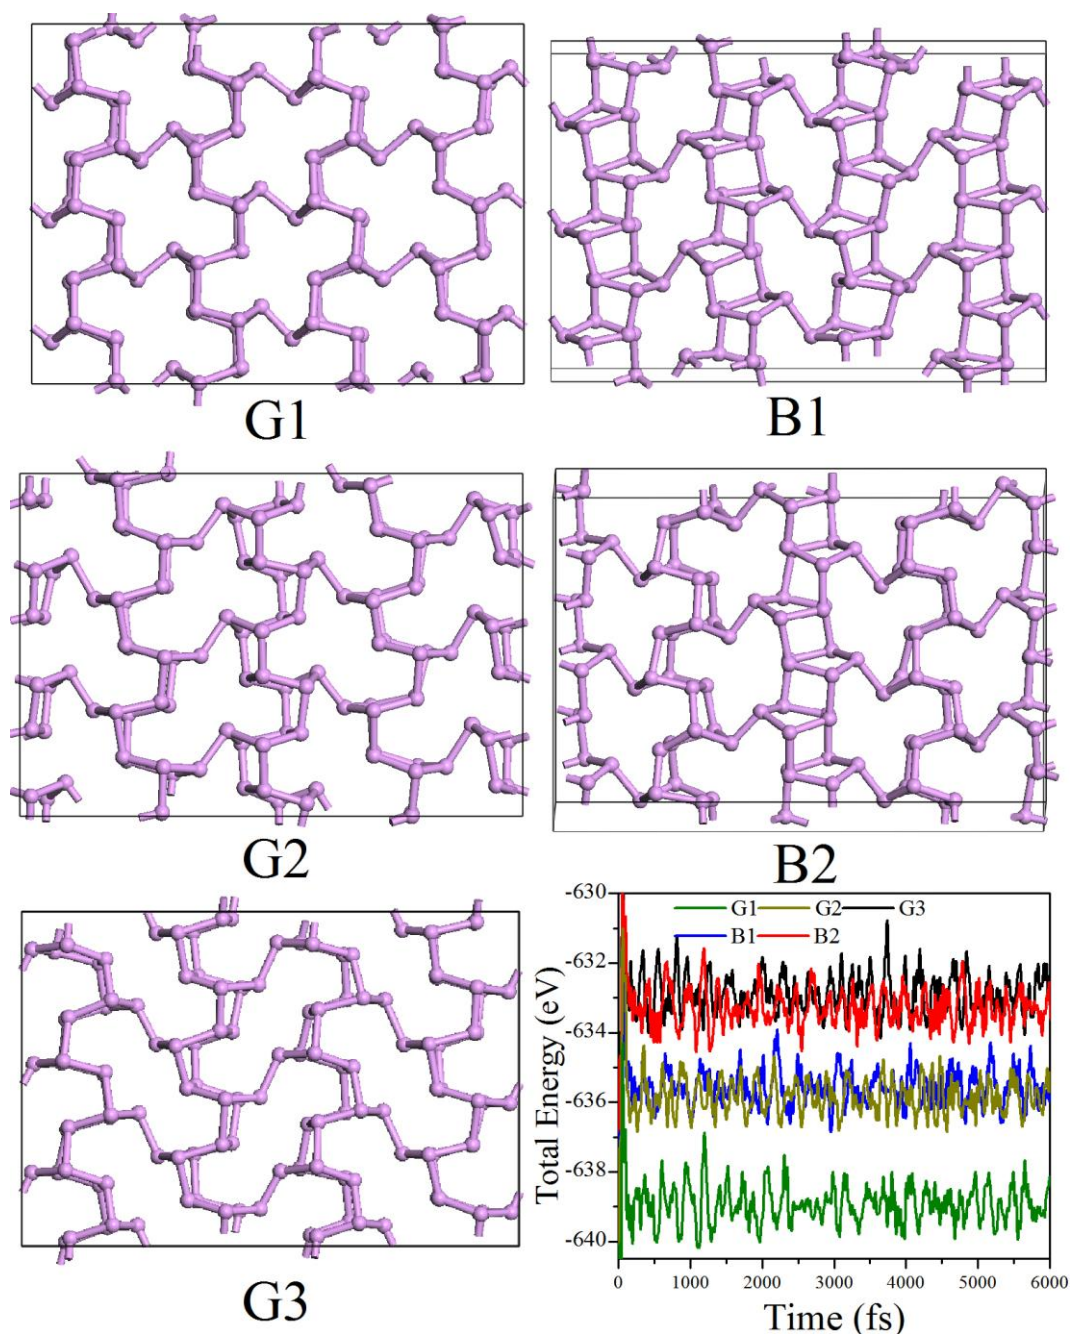 G1
B1
G2
B2
G3
-630
-632
-634
-636
-638
-640
Total Energy (eV)
G1 G2 G3
B1 B2
0 1000 2000 3000 4000 5000 6000
Time (fs)